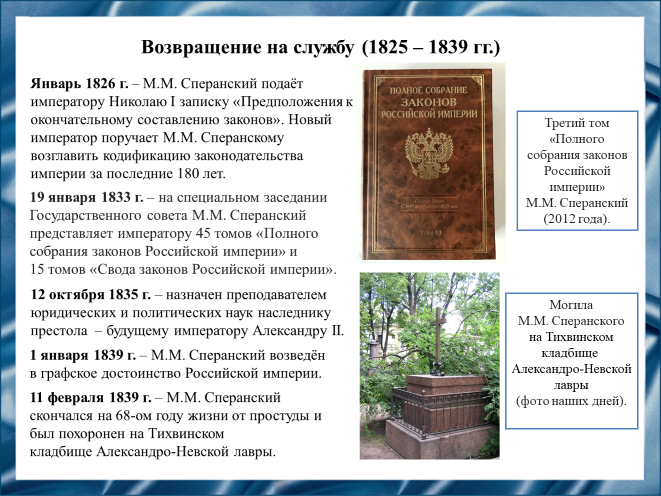 Возвращение на службу (1825 – 1839 гг.)
Январь 1826 г. – М.М. Сперанский подаёт
императору Николаю I записку «Предположения к
окончательному составлению законов». Новый
император поручает М.М. Сперанскому
возглавить кодификацию законодательства
империи за последние 180 лет.
19 января 1833 г. – на специальном заседании
Государственного совета М.М. Сперанский
представляет императору 45 томов «Полного
собрания законов Российской империи» и
15 томов «Свода законов Российской империи».
12 октября 1835 г. – назначен преподавателем
юридических и политических наук наследнику
престола – будущему императору Александру II.
1 января 1839 г. – М.М. Сперанский возведён
в графское достоинство Российской империи.
11 февраля 1839 г. – М.М. Сперанский
скончался на 68-ом году жизни от простуды и
был похоронен на Тихвинском
кладбище Александро-Невской лавры.
ПОЛНОЕ СОБРАНИЕ
ЗАКОНОВ
РОССИЙСКОЙ ИМПЕРИИ
Третий том
«Полного
собрания законов
Российской
империи»
М.М. Сперанский
(2012 года).
Могила
М.М. Сперанского
на Тихвинском
кладбище
Александро-Невской
лавры
(фото наших дней).